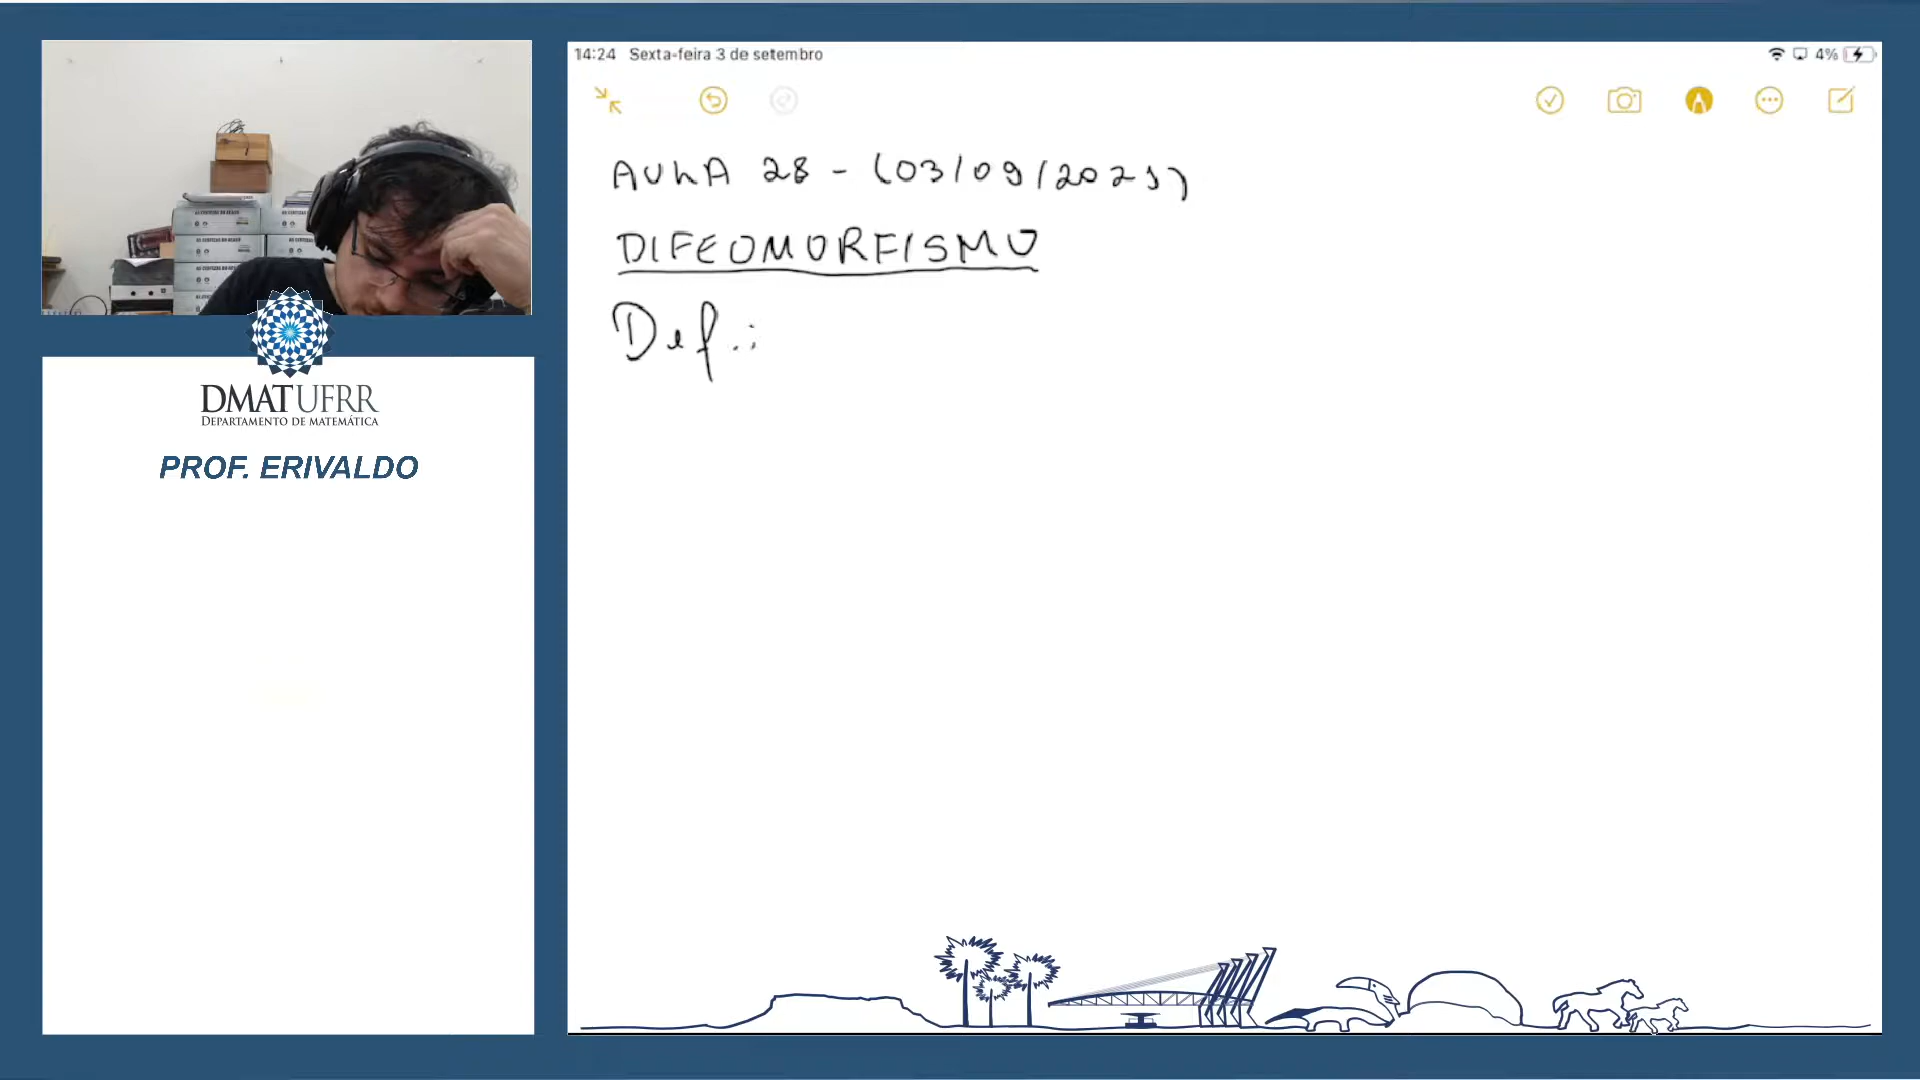 14:24 Sexta-feira 3 de setembro
4%
AULA 28 - (03/09/2021)
DIFEOMORFISMO
Def.:
DMATUFRR
DEPARTAMENTO DE MATEMÁTICA
PROF. ERIVALDO